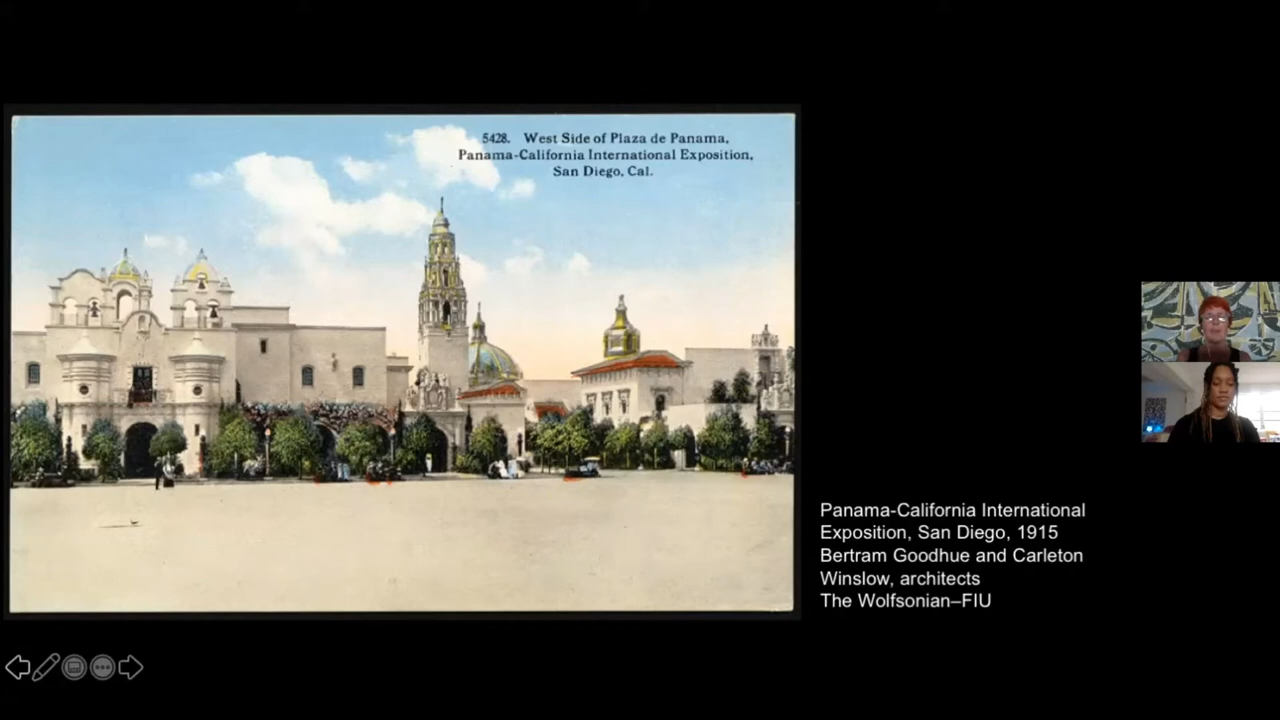 5428. West Side of Plaza de Panama,
Panama-California International Exposition,
San Diego, Cal.
Panama-California International
Exposition, San Diego, 1915
Bertram Goodhue and Carleton
Winslow, architects
The Wolfsonian–FIU